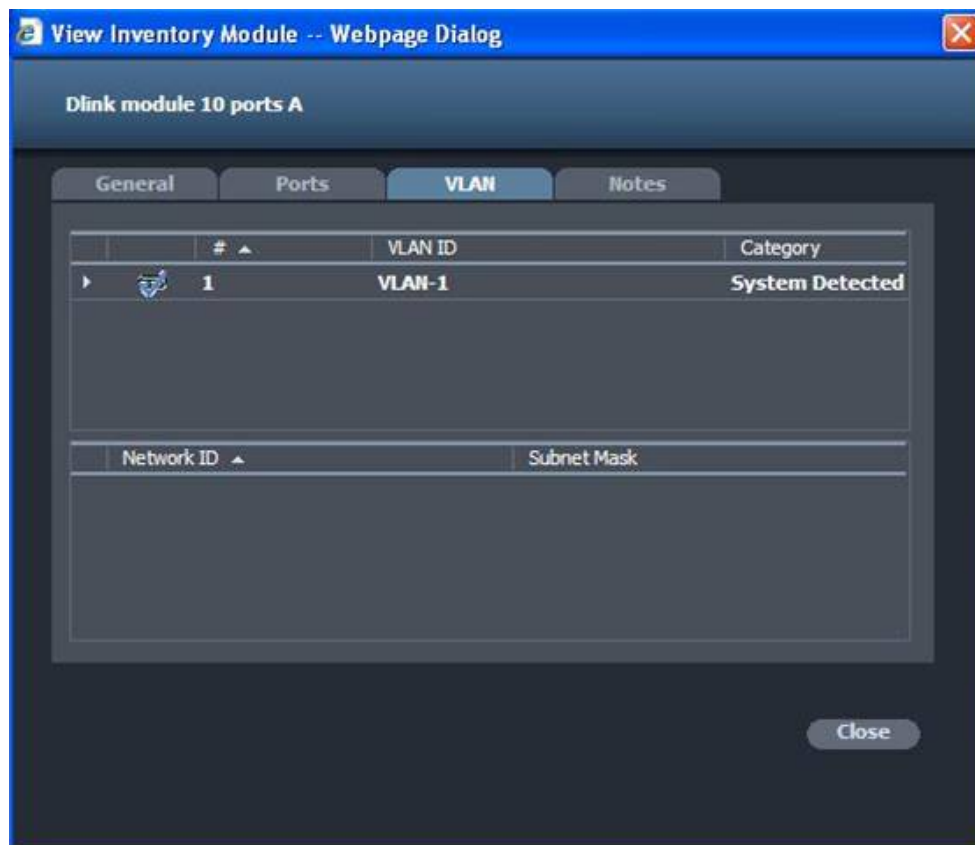 View Inventory Module -- Webpage Dialog
Dlink module 10 ports A
General Ports VLAN Notes
# VLAN ID Category
1 VLAN-1 System Detected
Network ID Subnet Mask
Close